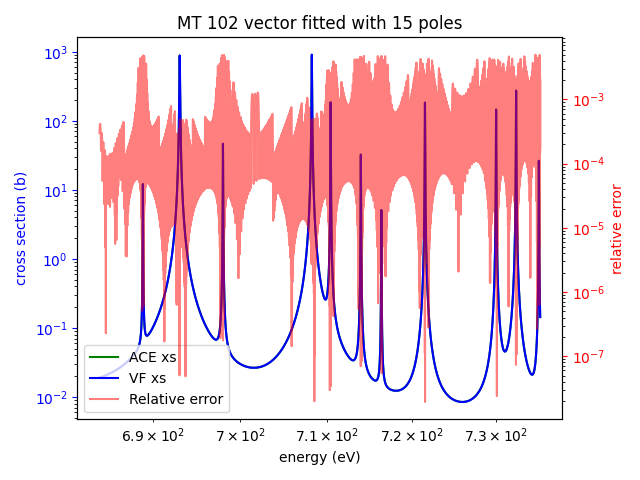 MT 102 vector fitted with 15 poles
10³
10²
10¹
10⁰
10⁻¹
10⁻²
cross section (b)
10⁻³
10⁻⁴
10⁻⁵
10⁻⁶
10⁻⁷
relative error
ACE xs
VF xs
Relative error
6.9 × 10²
7 × 10²
7.1 × 10²
7.2 × 10²
7.3 × 10²
energy (eV)